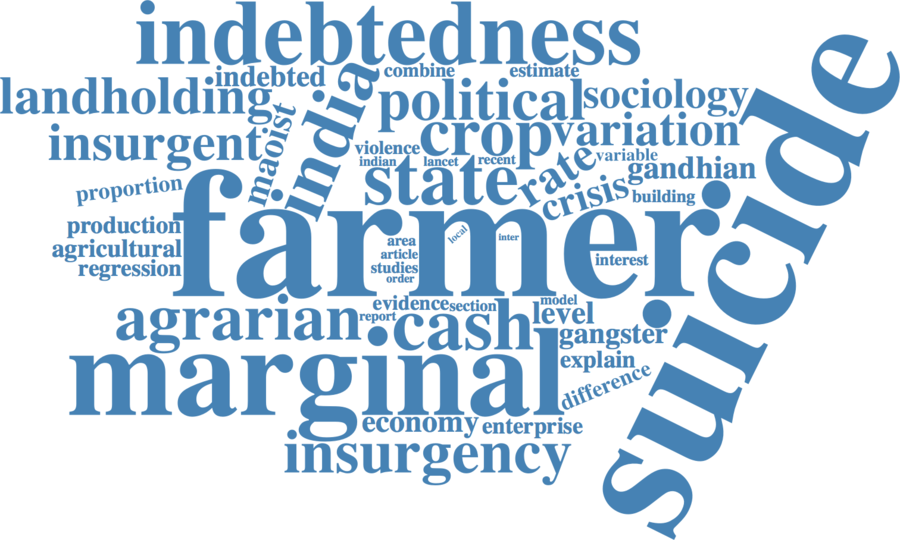 indebtedness
indebted
combine
estimate
landholding
india
political
sociology
insurgent
maoist
crop
variation
violence
indian
lancet
recent
variable
state
rate
gandhian
proportion
crisis
building
farmer
suicide
production
agricultural
regression
area
article
studies
order
local
inter
interest
agrarian
evidence
section
model
report
cash
level
gangster
marginal
explain
difference
economy
enterprise
insurgency